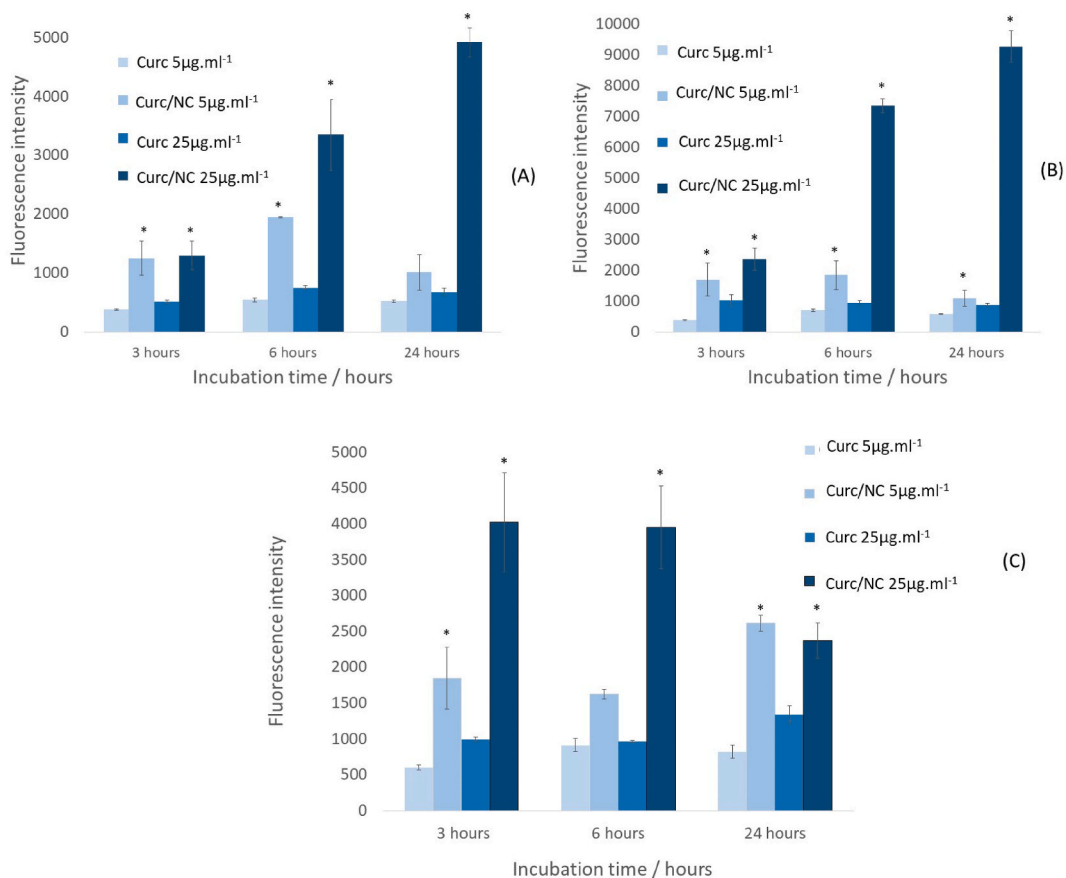 5000
4000
3000
2000
1000
0
Fluorescence intensity
Curc 5µg.ml-1
Curc/NC 5µg.ml-1
Curc 25µg.ml-1
Curc/NC 25µg.ml-1
* * * * *
(A)
3 hours 6 hours 24 hours
Incubation time / hours
10000
9000
8000
7000
6000
5000
4000
3000
2000
1000
0
Fluorescence intensity
Curc 5µg.ml-1
Curc/NC 5µg.ml-1
Curc 25µg.ml-1
Curc/NC 25µg.ml-1
* * * * * *
(B)
3 hours 6 hours 24 hours
Incubation time / hours
5000
4500
4000
3500
3000
2500
2000
1500
1000
500
0
Fluorescence intensity
Curc 5µg.ml-1
Curc/NC 5µg.ml-1
Curc 25µg.ml-1
Curc/NC 25µg.ml-1
* * * * *
(C)
3 hours 6 hours 24 hours
Incubation time / hours